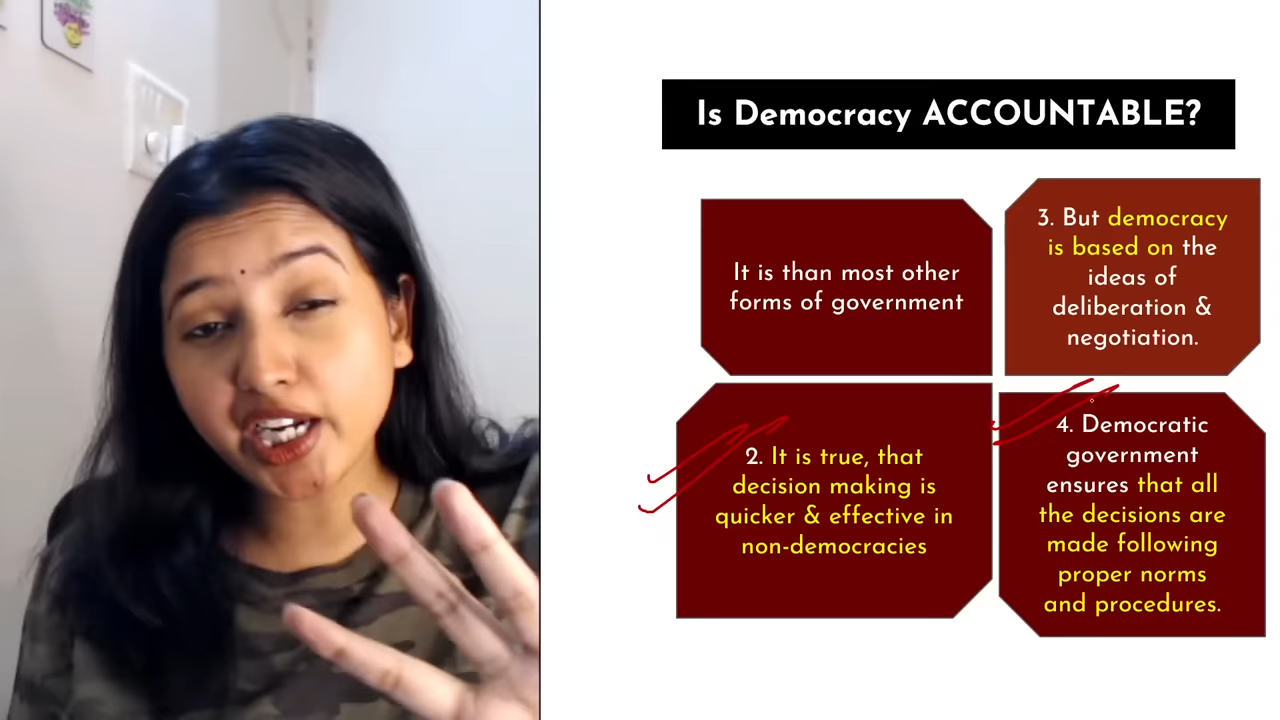 Is Democracy ACCOUNTABLE?
It is than most other
forms of government
2. It is true, that
decision making is
quicker & effective in
non-democracies
3. But democracy
is based on the
ideas of
deliberation &
negotiation.
4. Democratic
government
ensures that all
the decisions are
made following
proper norms
and procedures.